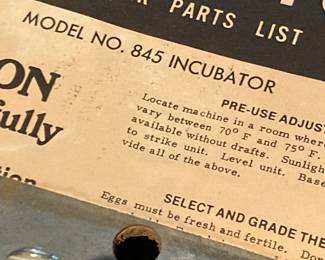 PARTS LIST
MODEL NO. 845 INCUBATOR
ON
fully
PRE-USE ADJUS
Locate machine in a room where
vary between 70° F and 75° F.
available without drafts. Sunligh
to strike unit. Level unit. Base
vide all of the above.
SELECT AND GRADE THE
Eggs must be fresh and fertile. Do